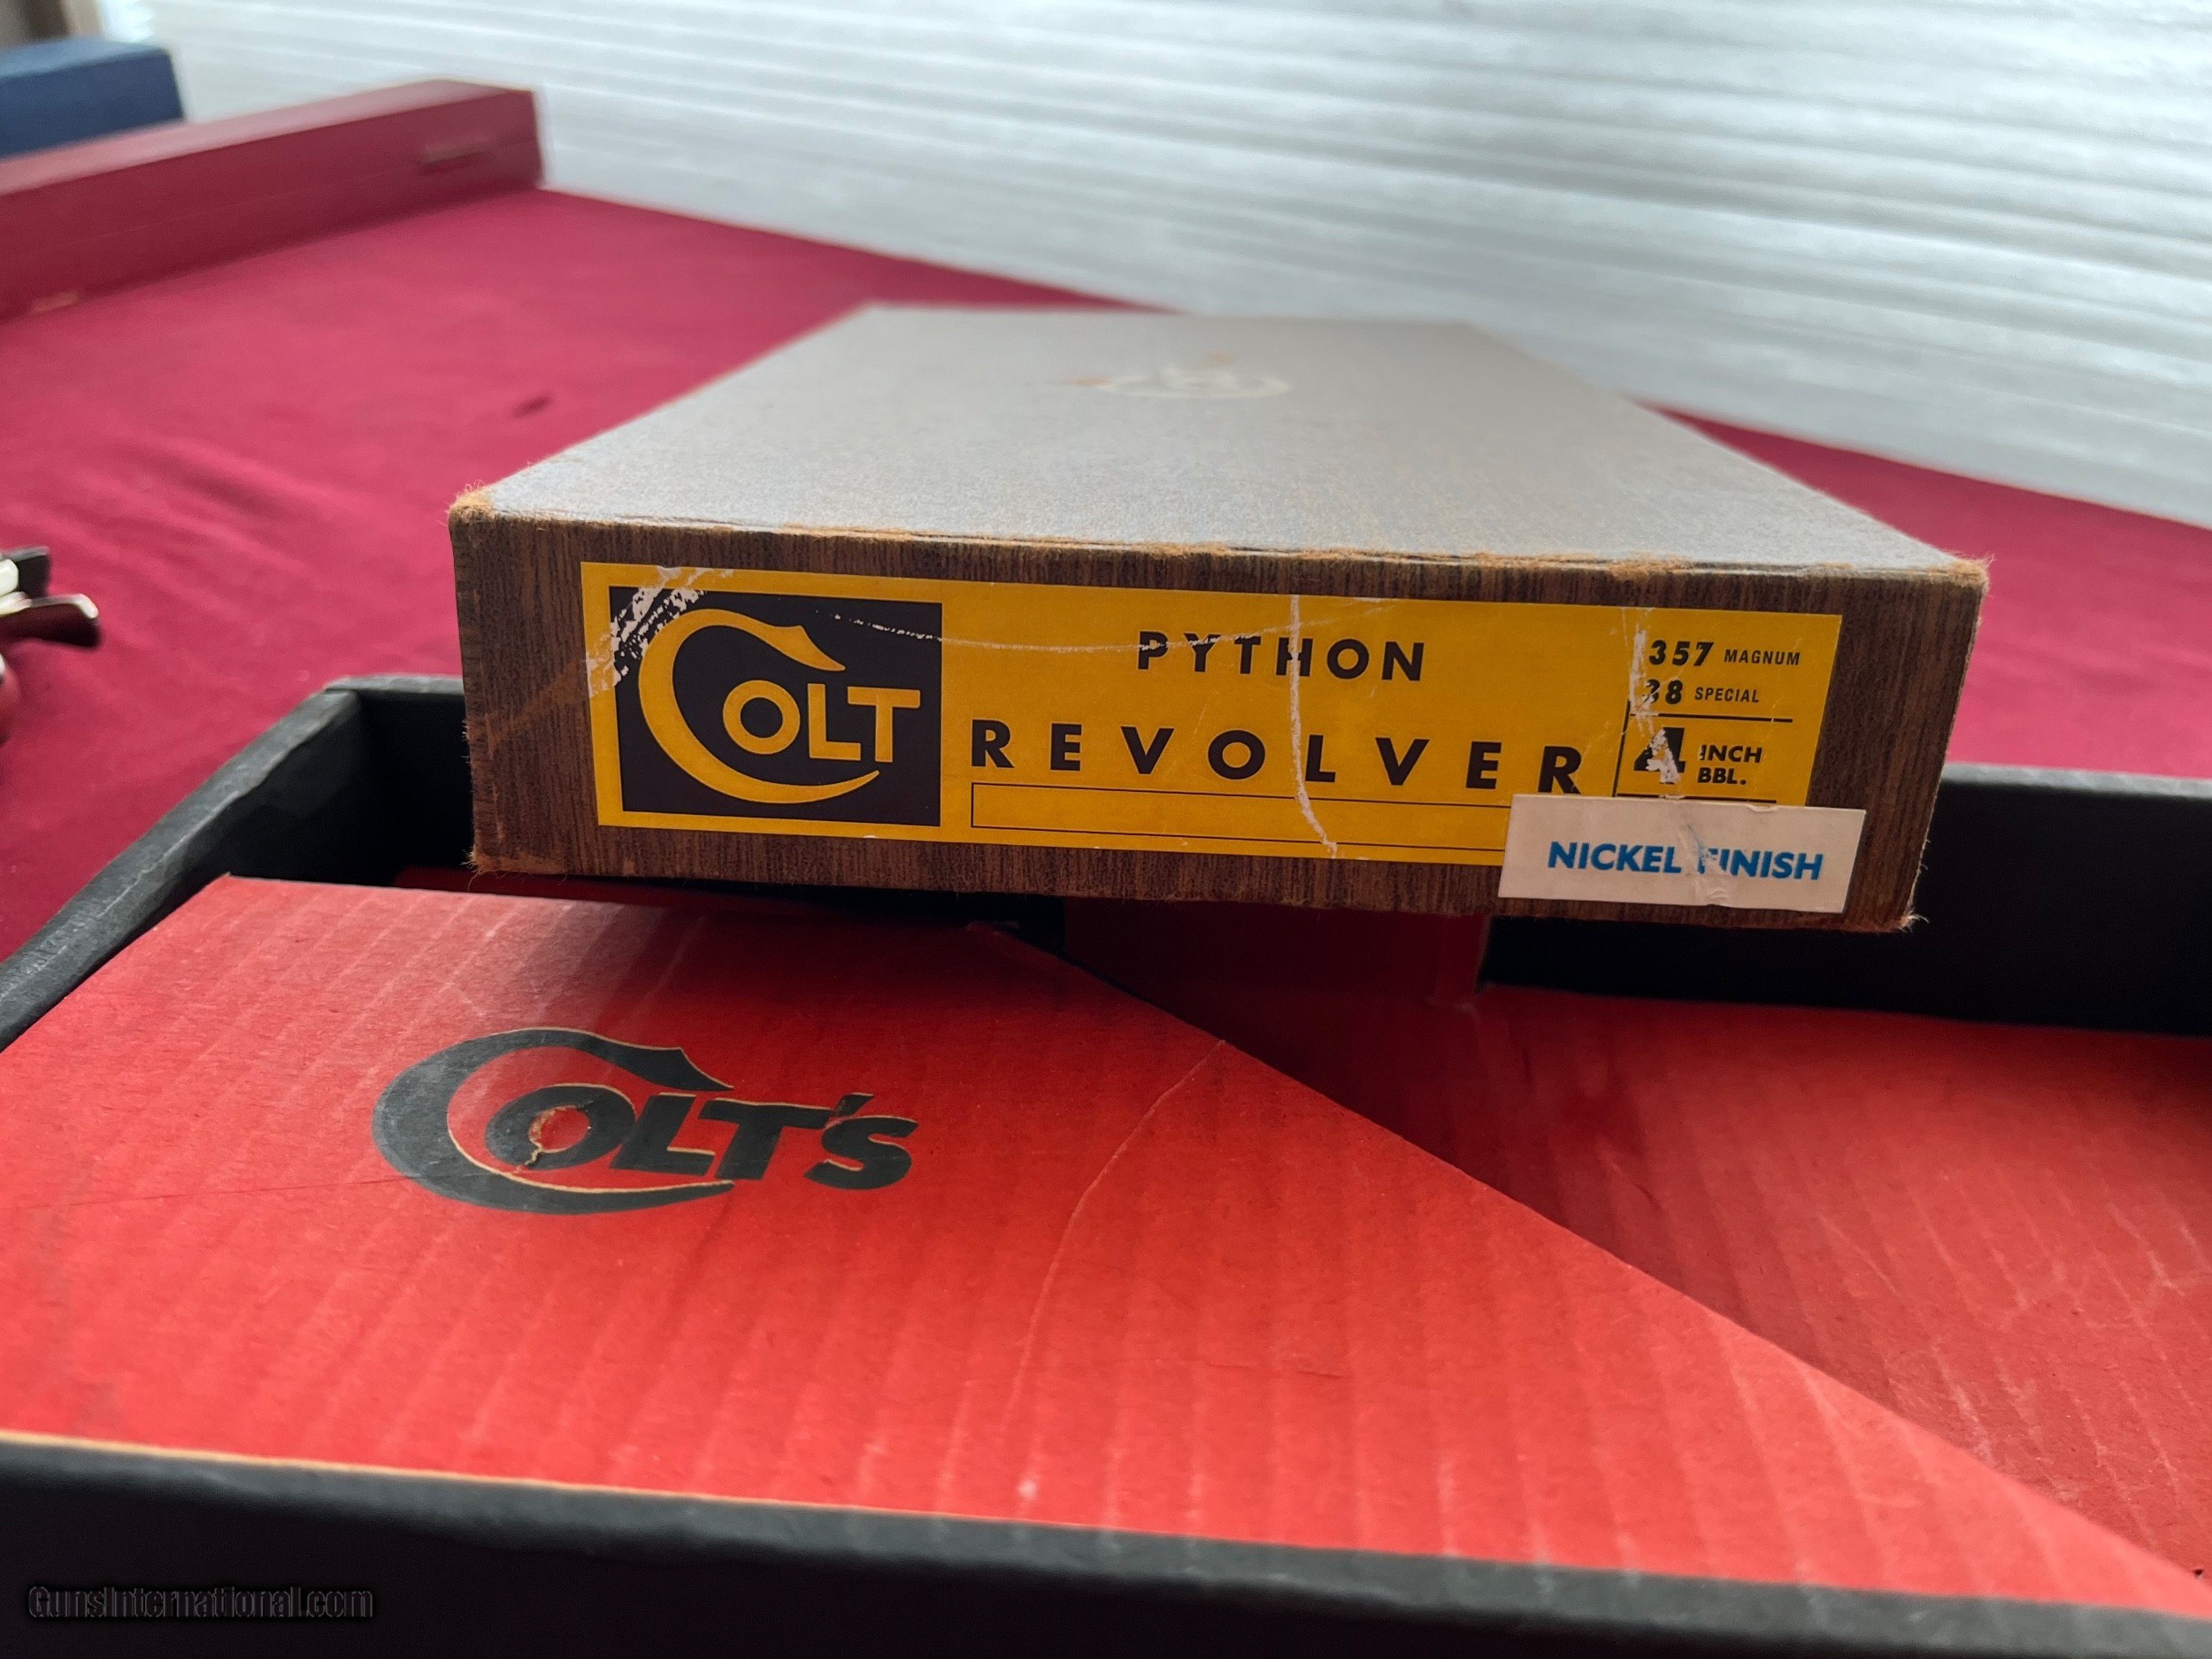 COLT
PYTHON
REVOLVER
357 MAGNUM
38 SPECIAL
4 INCH
BBL.
NICKEL FINISH
COLT'S
GunsInternational.com